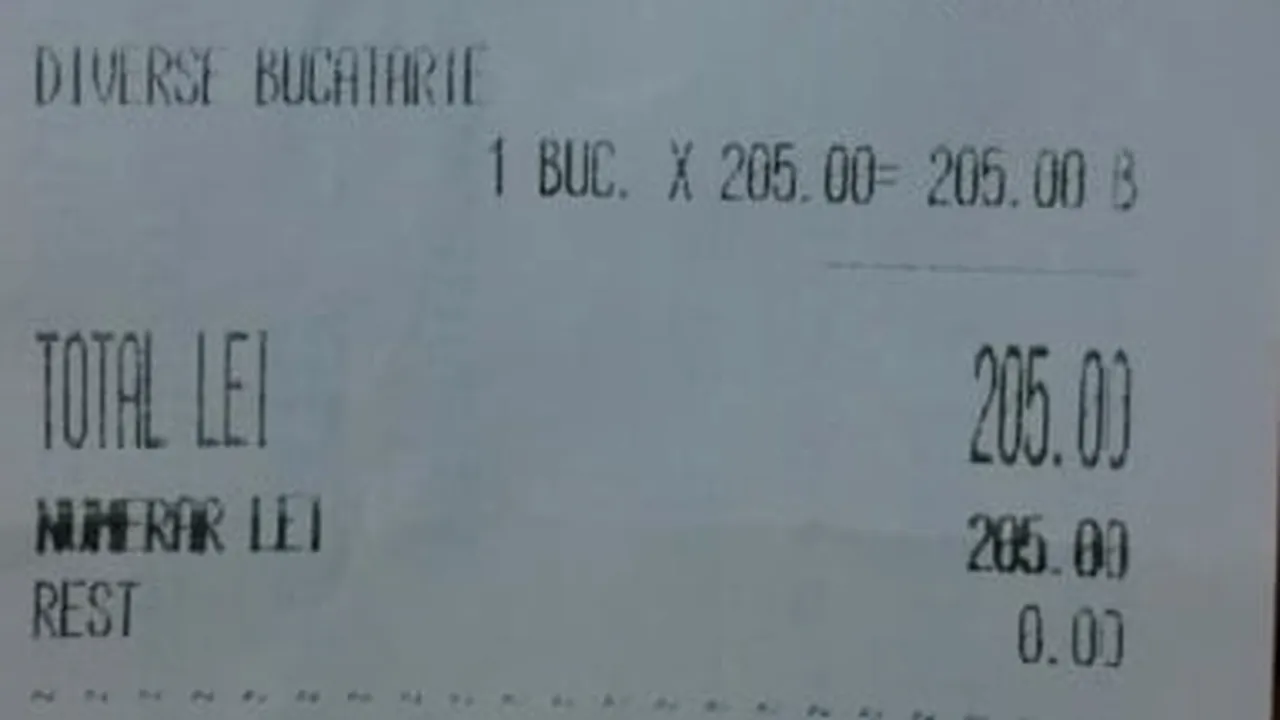 DIVERSE BUCATARIE
1 BUC. X 205.00= 205.00 B
TOTAL LEI 205.00
NUMERAR LEI 205.00
REST 0.00